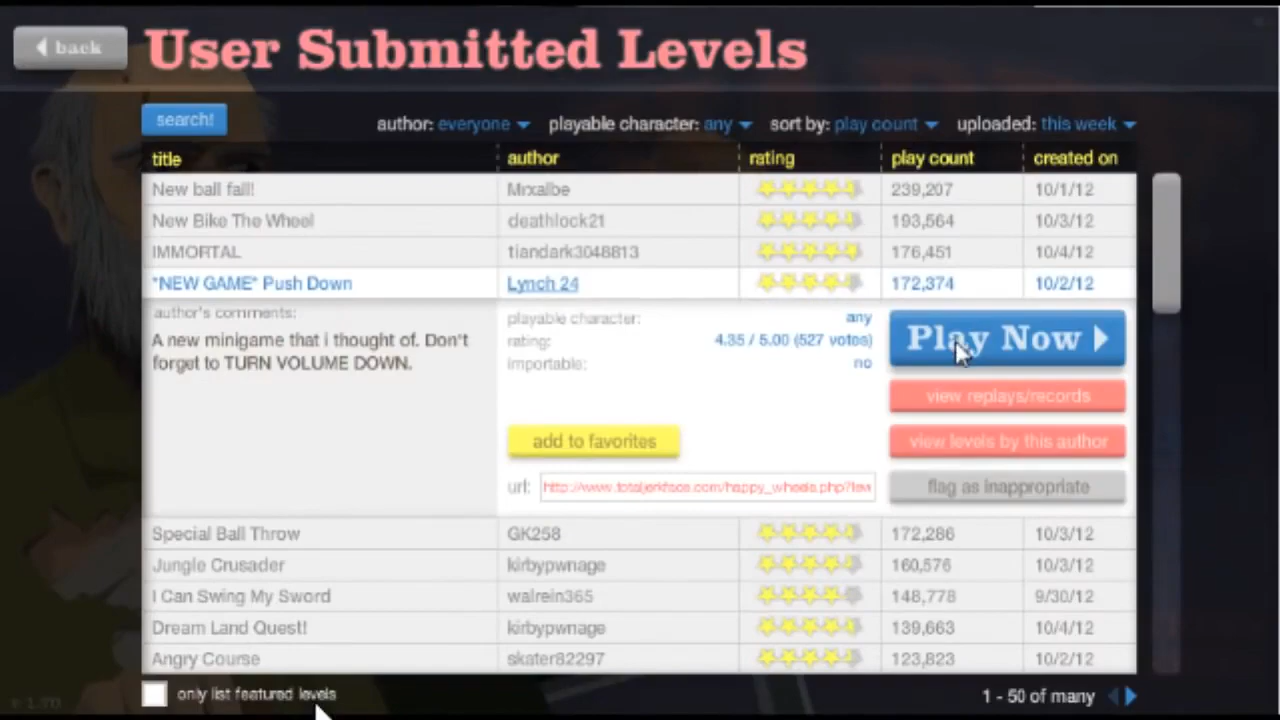 back
User Submitted Levels
search!
author: everyone playable character: any sort by: play count uploaded: this week
title author rating play count created on
New ball fall! Mrxalbe 239,207 10/1/12
New Bike The Wheel deathlock21 193,564 10/3/12
IMMORTAL tiandark3048813 176,451 10/4/12
*NEW GAME* Push Down Lynch 24 172,374 10/2/12
author's comments:
A new minigame that i thought of. Don't
forget to TURN VOLUME DOWN.
playable character: any
rating: 4.35 / 5.00 (527 votes)
importable: no
add to favorites
url: http://www.totaljerkface.com/happy_wheels.php?lev
Play Now
view replays/records
view levels by this author
flag as inappropriate
Special Ball Throw GK258 172,286 10/3/12
Jungle Crusader kirbypwnage 160,576 10/3/12
I Can Swing My Sword walrein365 148,778 9/30/12
Dream Land Quest! kirbypwnage 139,663 10/4/12
Angry Course skater82297 123,823 10/2/12
only list featured levels
1 - 50 of many